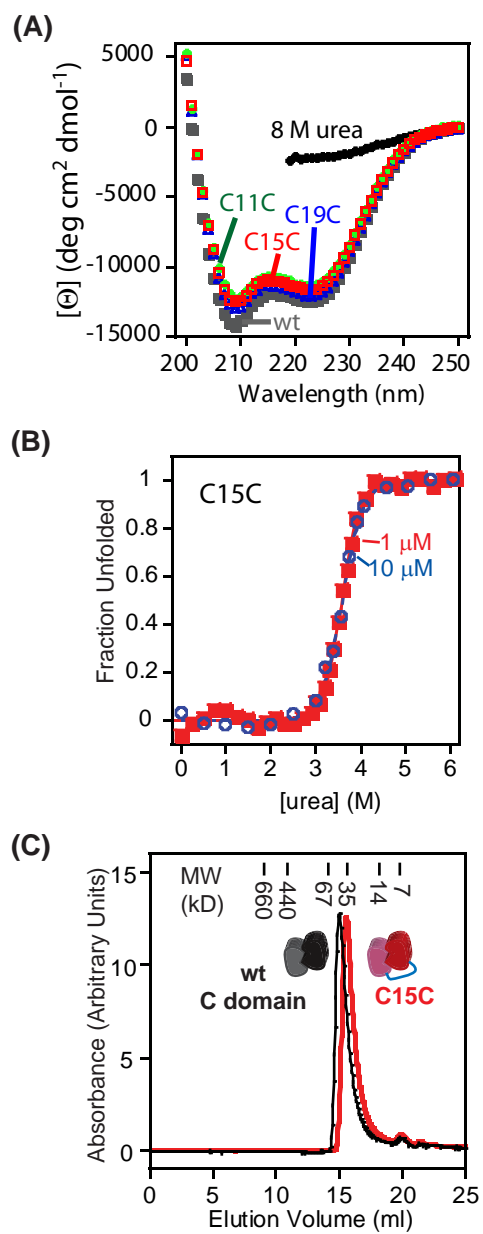 (A)
5000
0
-5000
-10000
-15000
[Θ] (deg cm² dmol⁻¹)
8 M urea
C11C
C19C
C15C
wt
200 210 220 230 240 250
Wavelength (nm)
(B)
1
0.8
0.6
0.4
0.2
0
Fraction Unfolded
C15C
1 μM
10 μM
0 1 2 3 4 5 6
[urea] (M)
(C)
15
10
5
0
Absorbance (Arbitrary Units)
MW
(kD)
660 440 67 35 14 7
wt
C domain
C15C
0 5 10 15 20 25
Elution Volume (ml)